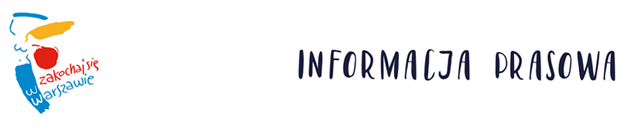 zakochaj się
w
warszawie
INFORMACJA PRASOWA